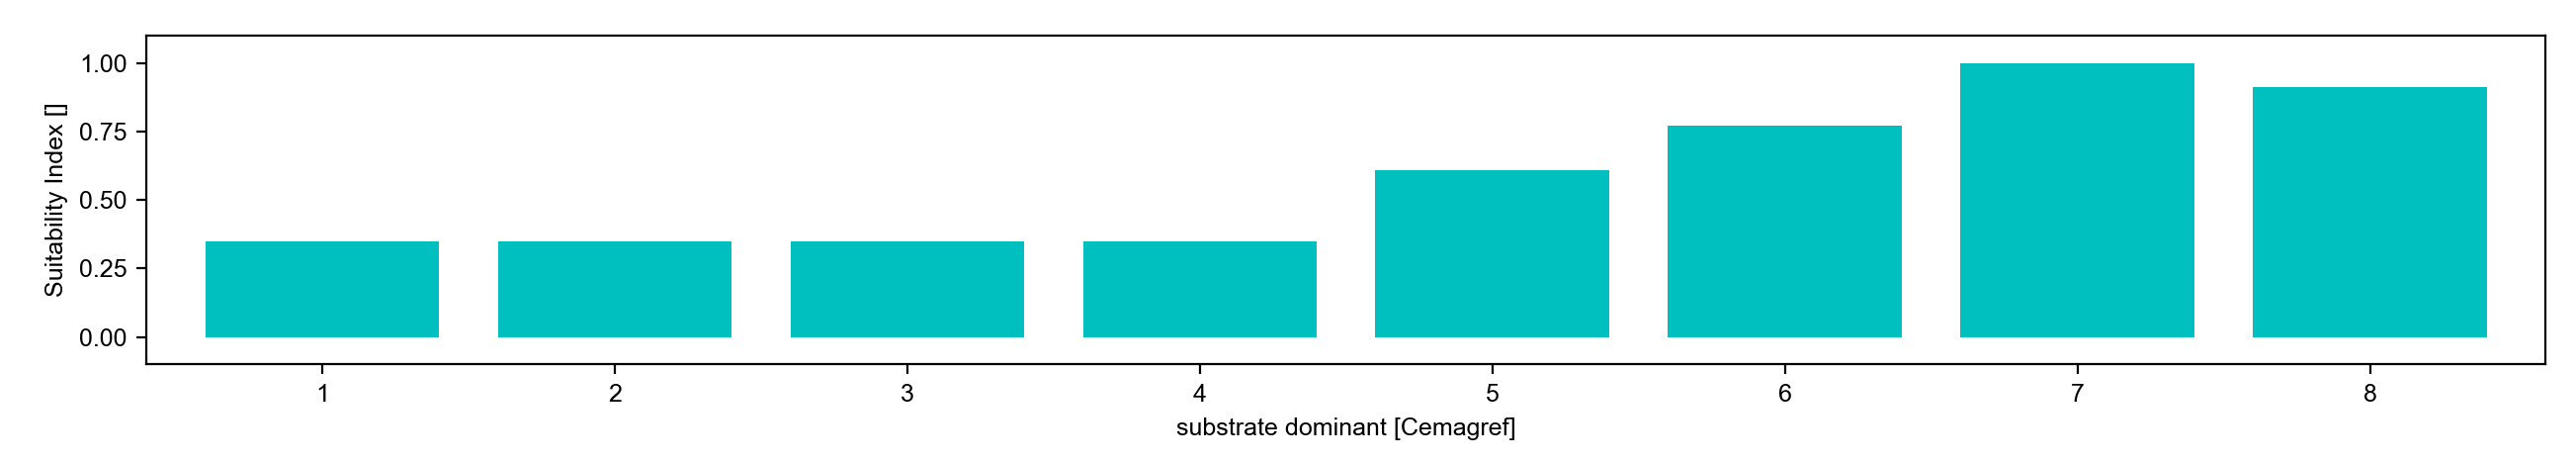 Suitability Index []
1.00
0.75
0.50
0.25
0.00
1 2 3 4 5 6 7 8
substrate dominant [Cemagref]